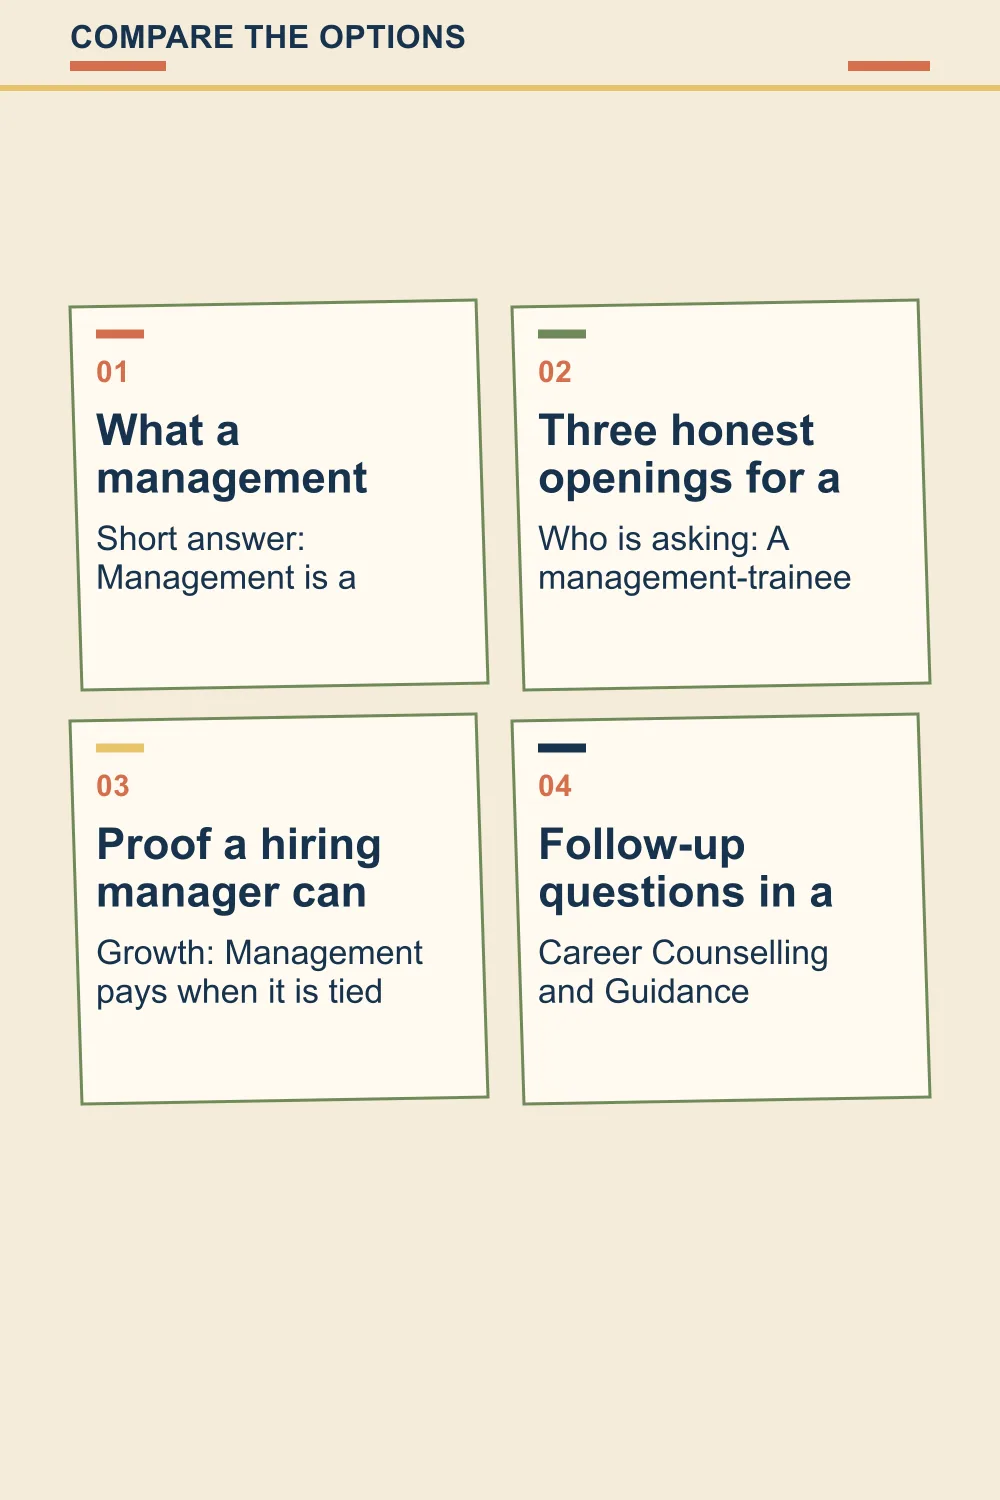 COMPARE THE OPTIONS
01
What a
management
Short answer:
Management is a
02
Three honest
openings for a
Who is asking: A
management-trainee
03
Proof a hiring
manager can
Growth: Management
pays when it is tied
04
Follow-up
questions in a
Career Counselling
and Guidance